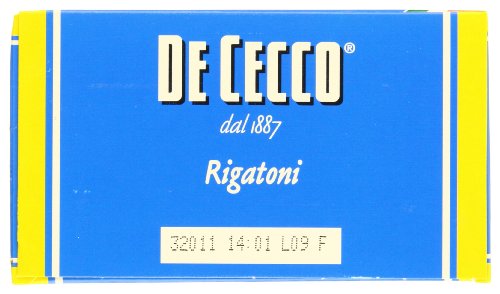 DE CECCO®
dal 1887
Rigatoni
32011 14:01 L09 F